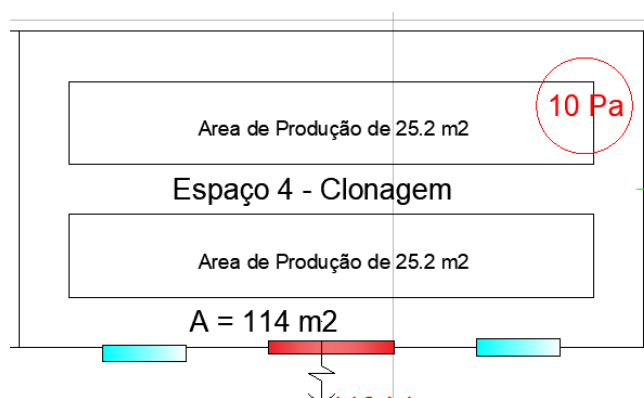 10 Pa
Area de Produção de 25.2 m2
Espaço 4 - Clonagem
Area de Produção de 25.2 m2
A = 114 m2